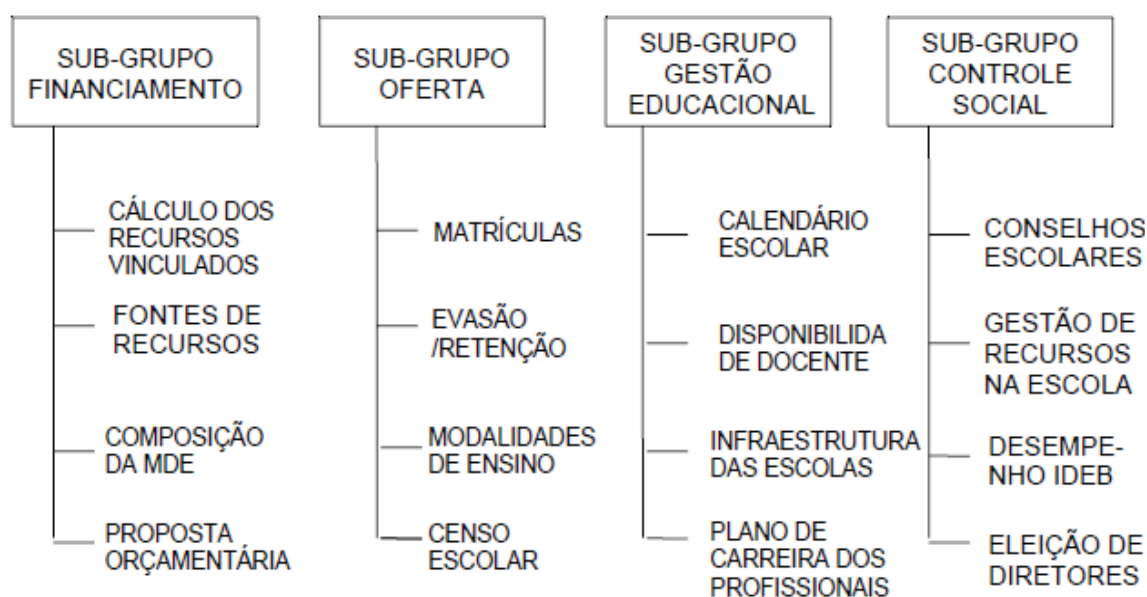 SUB-GRUPO
FINANCIAMENTO
CÁLCULO DOS
RECURSOS
VINCULADOS
FONTES DE
RECURSOS
COMPOSIÇÃO
DA MDE
PROPOSTA
ORÇAMENTÁRIA
SUB-GRUPO
OFERTA
MATRÍCULAS
EVASÃO
/RETENÇÃO
MODALIDADES
DE ENSINO
CENSO
ESCOLAR
SUB-GRUPO
GESTÃO
EDUCACIONAL
CALENDÁRIO
ESCOLAR
DISPONIBILIDA
DE DOCENTE
INFRAESTRUTURA
DAS ESCOLAS
PLANO DE
CARREIRA DOS
PROFISSIONAIS
SUB-GRUPO
CONTROLE
SOCIAL
CONSELHOS
ESCOLARES
GESTÃO DE
RECURSOS
NA ESCOLA
DESEMPE-
NHO IDEB
ELEIÇÃO DE
DIRETORES